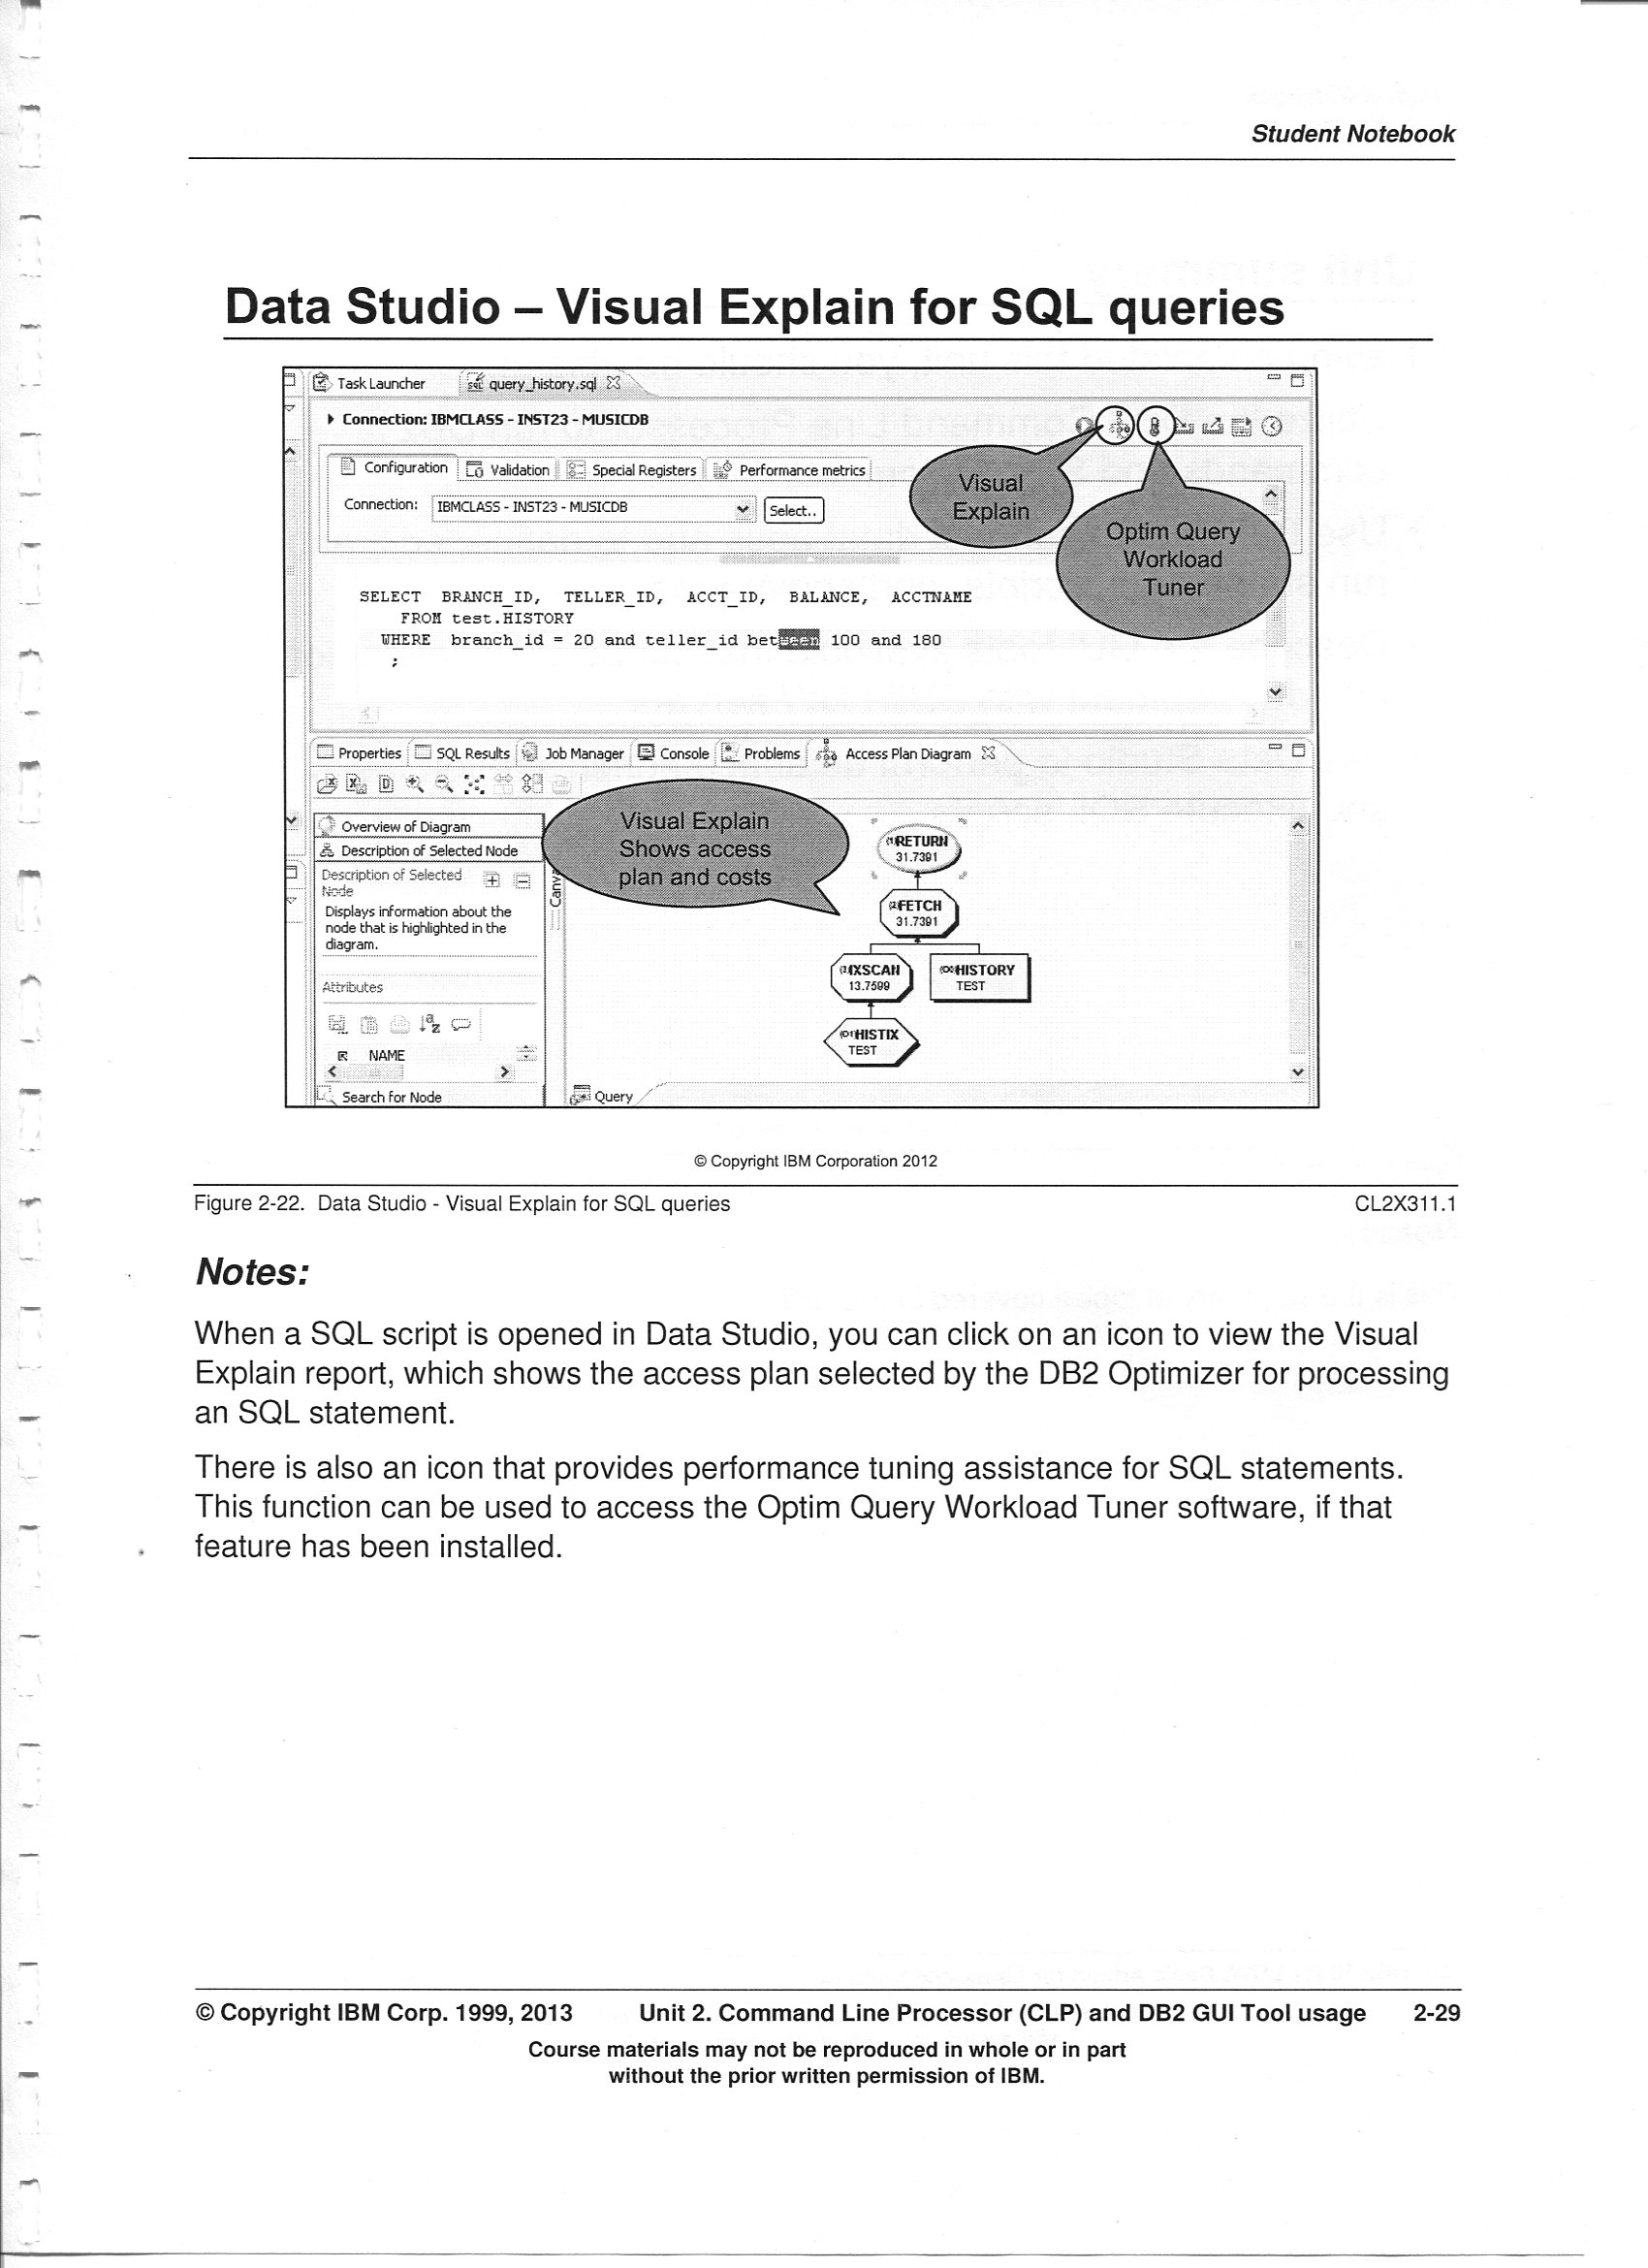 Student Notebook
Data Studio – Visual Explain for SQL queries
Task Launcher
query_history.sql
Connection: IBMCLASS - INST23 - MUSICDB
Configuration
Validation
Special Registers
Performance metrics
Connection:
IBMCLASS - INST23 - MUSICDB
Select..
Visual
Explain
Optim Query
Workload
Tuner
SELECT BRANCH_ID, TELLER_ID, ACCT_ID, BALANCE, ACCTNAME
FROM test.HISTORY
WHERE branch_id = 20 and teller_id between 100 and 180
;
Properties
SQL Results
Job Manager
Console
Problems
Access Plan Diagram
Overview of Diagram
Description of Selected Node
Description of Selected
Node
Displays information about the
node that is highlighted in the
diagram.
Attributes
NAME
Search for Node
Visual Explain
Shows access
plan and costs
(1)RETURN
31.7391
(2)FETCH
31.7391
(3)IXSCAN
13.7599
HISTORY
TEST
HISTIX
TEST
Query
© Copyright IBM Corporation 2012
Figure 2-22. Data Studio - Visual Explain for SQL queries
CL2X311.1
Notes:
When a SQL script is opened in Data Studio, you can click on an icon to view the Visual
Explain report, which shows the access plan selected by the DB2 Optimizer for processing
an SQL statement.
There is also an icon that provides performance tuning assistance for SQL statements.
This function can be used to access the Optim Query Workload Tuner software, if that
feature has been installed.
© Copyright IBM Corp. 1999, 2013
Unit 2. Command Line Processor (CLP) and DB2 GUI Tool usage
2-29
Course materials may not be reproduced in whole or in part
without the prior written permission of IBM.